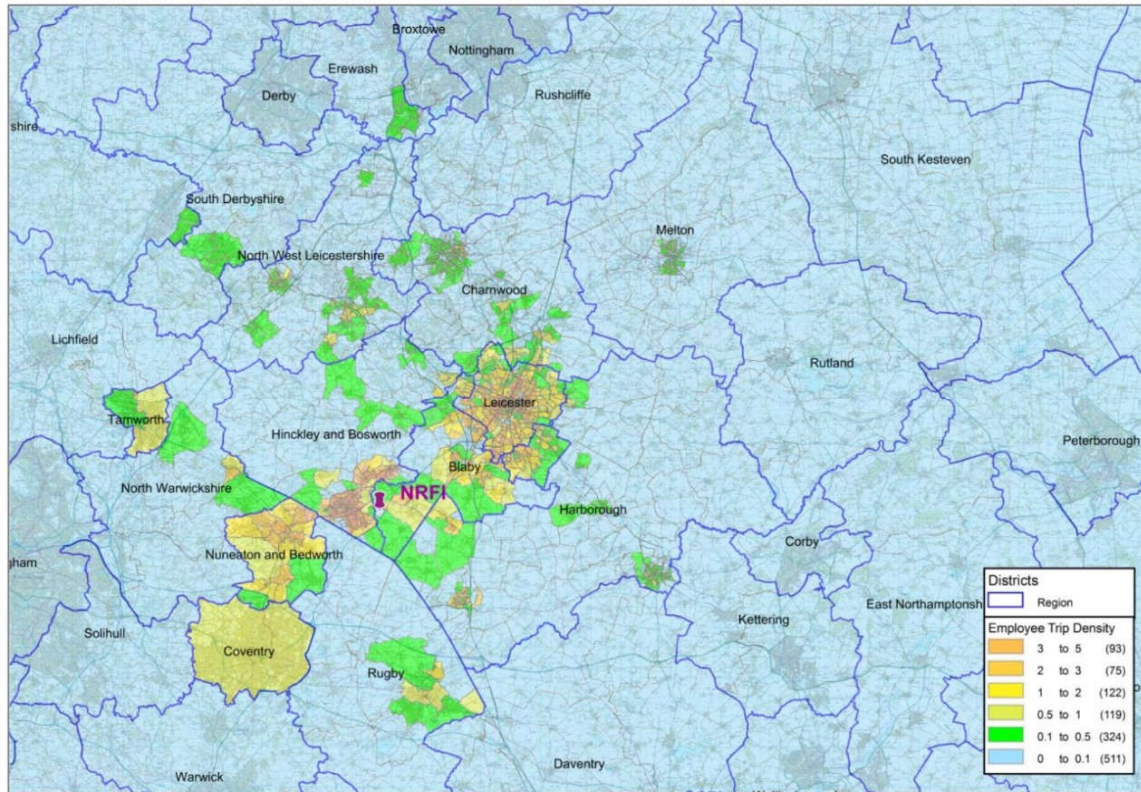 Broxtowe
Nottingham
Erewash
Derby
Rushcliffe
shire
South Kesteven
South Derbyshire
Melton
North West Leicestershire
Charnwood
Lichfield
Rutland
Leicester
Tamworth
Hinckley and Bosworth
Peterborough
Blaby
North Warwickshire
NRFI
Harborough
Corby
Nuneaton and Bedworth
gham
East Northamptonsh
Kettering
Solihull
Coventry
Rugby
Daventry
Warwick
Districts
Region
Employee Trip Density
3 to 5 (93)
2 to 3 (75)
1 to 2 (122)
0.5 to 1 (119)
0.1 to 0.5 (324)
0 to 0.1 (511)